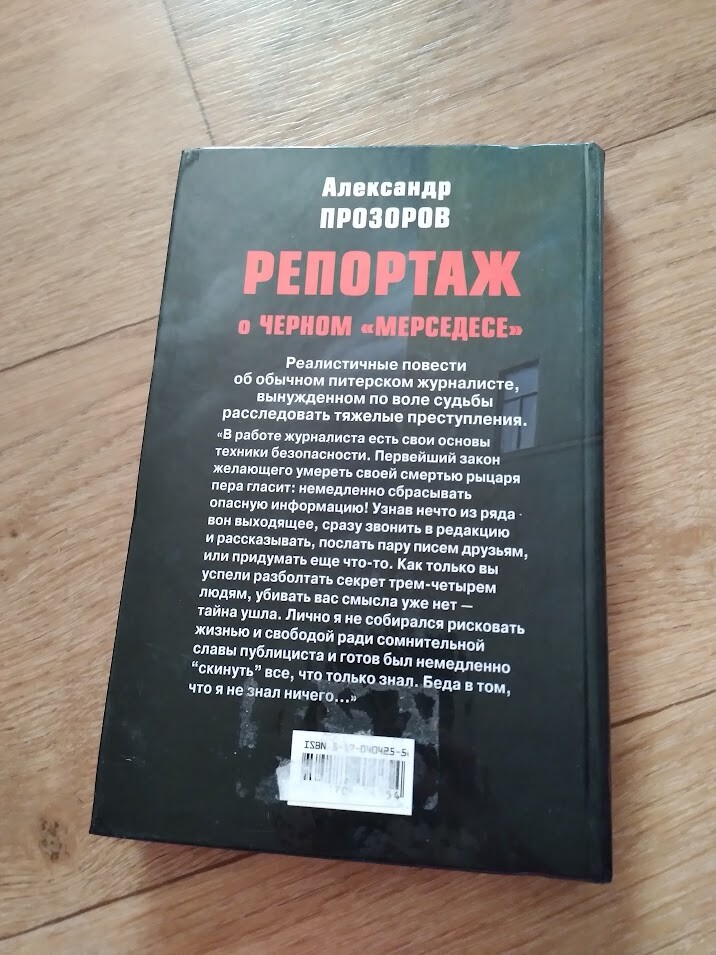 Александр
ПРОЗОРОВ
РЕПОРТАЖ
о ЧЕРНОМ «МЕРСЕДЕСЕ»
Реалистичные повести
об обычном питерском журналисте,
вынужденном по воле судьбы
расследовать тяжелые преступления.
«В работе журналиста есть свои основы
техники безопасности. Первейший закон
желающего умереть своей смертью рыцаря
пера гласит: немедленно сбрасывать
опасную информацию! Узнав нечто из ряда
вон выходящее, сразу звонить в редакцию
и рассказывать, послать пару писем друзьям,
или придумать еще что-то. Как только вы
успели разболтать секрет трем-четырем
людям, убивать вас смысла уже нет —
тайна ушла. Лично я не собирался рисковать
жизнью и свободой ради сомнительной
славы публициста и готов был немедленно
“скинуть” все, что только знал. Беда в том,
что я не знал ничего...»
ISBN 5-17-040425-5